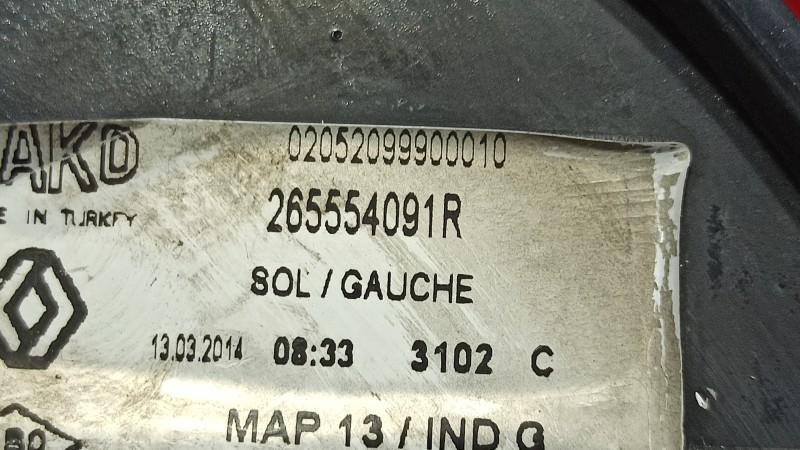 AKO
02052099900010
IN TURKEY
265554091R
SOL / GAUCHE
13.03.2014 08:33 3102 C
MAP 13 / IND G